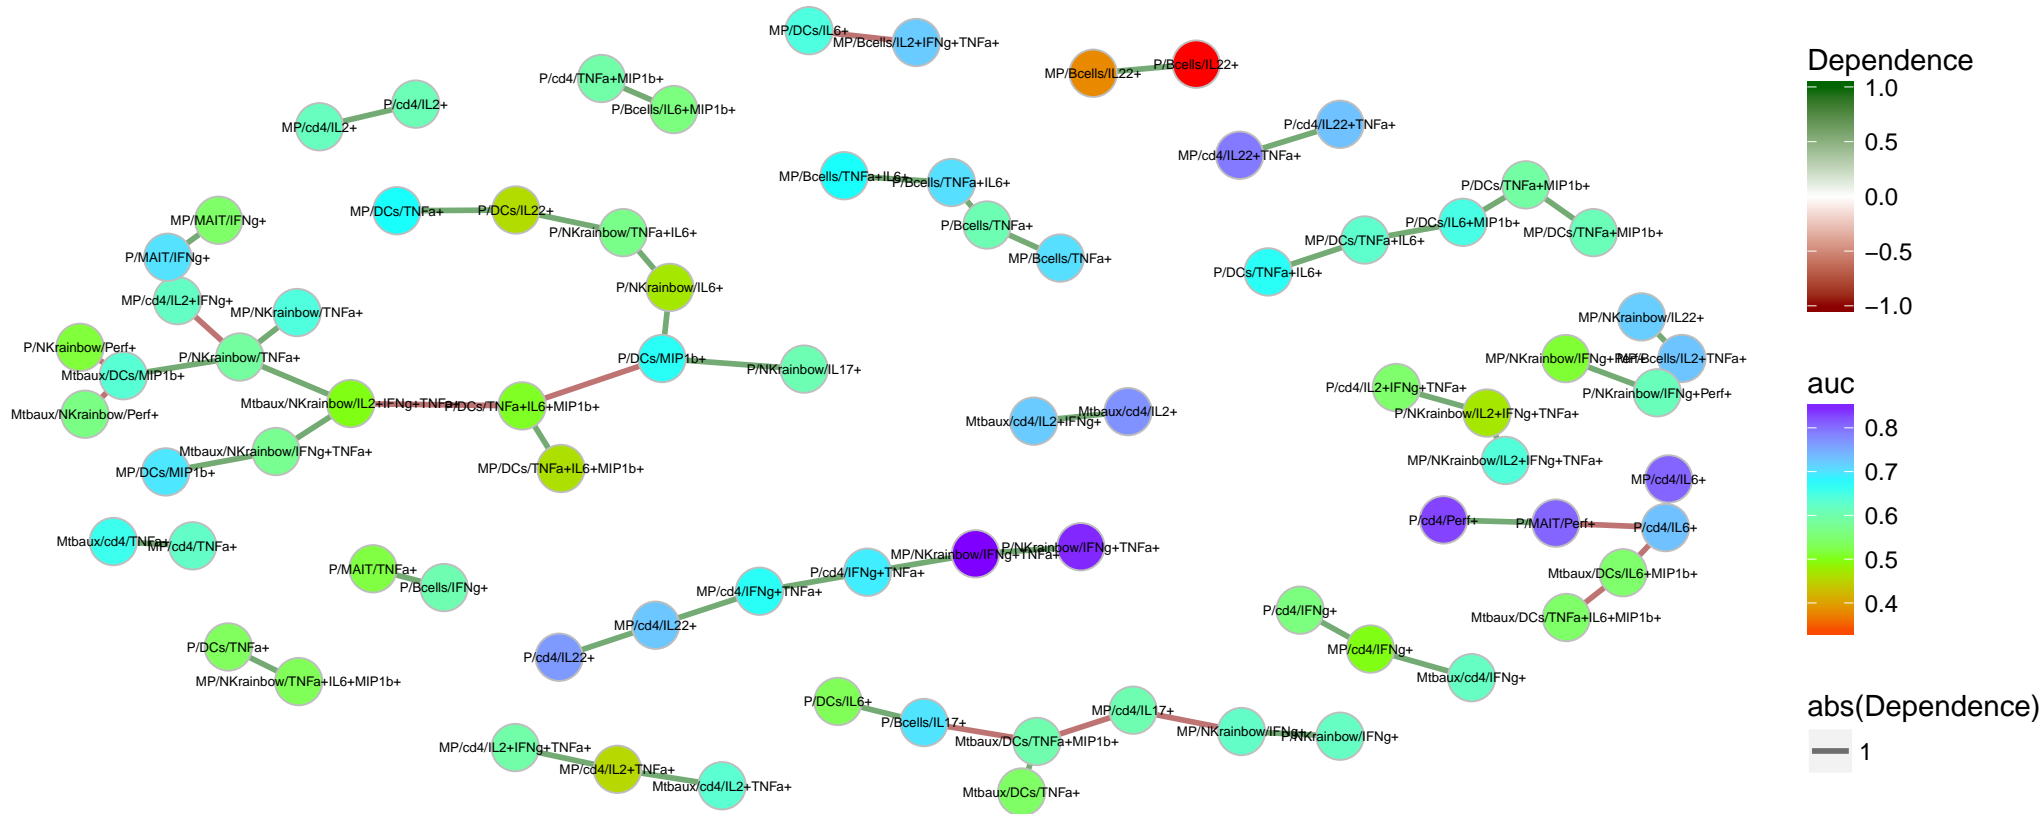 MP/DCs/IL6+
MP/Bcells/IL2+IFNg+TNFa+
MP/Bcells/IL22+
P/Bcells/IL22+
P/cd4/TNFa+MIP1b+
P/Bcells/IL6+MIP1b+
P/cd4/IL2+
MP/cd4/IL2+
P/cd4/IL22+TNFa+
MP/cd4/IL22+TNFa+
MP/Bcells/TNFa+IL6+
P/Bcells/TNFa+IL6+
P/Bcells/TNFa+
MP/Bcells/TNFa+
P/DCs/TNFa+MIP1b+
P/DCs/IL6+MIP1b+
MP/DCs/TNFa+MIP1b+
MP/DCs/TNFa+IL6+
P/DCs/TNFa+IL6+
MP/MAIT/IFNg+
P/MAIT/IFNg+
MP/DCs/TNFa+
P/DCs/IL22+
P/NKrainbow/TNFa+IL6+
P/NKrainbow/IL6+
MP/cd4/IL2+IFNg+
MP/NKrainbow/TNFa+
P/NKrainbow/Perf+
P/NKrainbow/TNFa+
Mtbaux/DCs/MIP1b+
Mtbaux/NKrainbow/Perf+
P/DCs/MIP1b+
P/NKrainbow/IL17+
Mtbaux/NKrainbow/IL2+IFNg+TNFa+
P/DCs/TNFa+IL6+MIP1b+
Mtbaux/NKrainbow/IFNg+TNFa+
MP/DCs/MIP1b+
MP/DCs/TNFa+IL6+MIP1b+
MP/NKrainbow/IL22+
MP/NKrainbow/IFNg+Perf+
MP/Bcells/IL2+TNFa+
P/NKrainbow/IFNg+Perf+
P/cd4/IL2+IFNg+TNFa+
P/NKrainbow/IL2+IFNg+TNFa+
MP/NKrainbow/IL2+IFNg+TNFa+
Mtbaux/cd4/IL2+IFNg+
Mtbaux/cd4/IL2+
MP/cd4/IL6+
P/cd4/Perf+
P/MAIT/Perf+
P/cd4/IL6+
Mtbaux/DCs/IL6+MIP1b+
Mtbaux/DCs/TNFa+IL6+MIP1b+
Mtbaux/cd4/TNFa+
MP/cd4/TNFa+
P/MAIT/TNFa+
P/Bcells/IFNg+
MP/NKrainbow/IFNg+TNFa+
P/NKrainbow/IFNg+TNFa+
P/cd4/IFNg+TNFa+
MP/cd4/IFNg+TNFa+
MP/cd4/IL22+
P/cd4/IL22+
P/cd4/IFNg+
MP/cd4/IFNg+
Mtbaux/cd4/IFNg+
P/DCs/TNFa+
MP/NKrainbow/TNFa+IL6+MIP1b+
P/DCs/IL6+
P/Bcells/IL17+
MP/cd4/IL17+
Mtbaux/DCs/TNFa+MIP1b+
MP/NKrainbow/IFNg+
P/NKrainbow/IFNg+
Mtbaux/DCs/TNFa+
MP/cd4/IL2+IFNg+TNFa+
MP/cd4/IL2+TNFa+
Mtbaux/cd4/IL2+TNFa+
Dependence
1.0
0.5
0.0
−0.5
−1.0
auc
0.8
0.7
0.6
0.5
0.4
abs(Dependence)
1